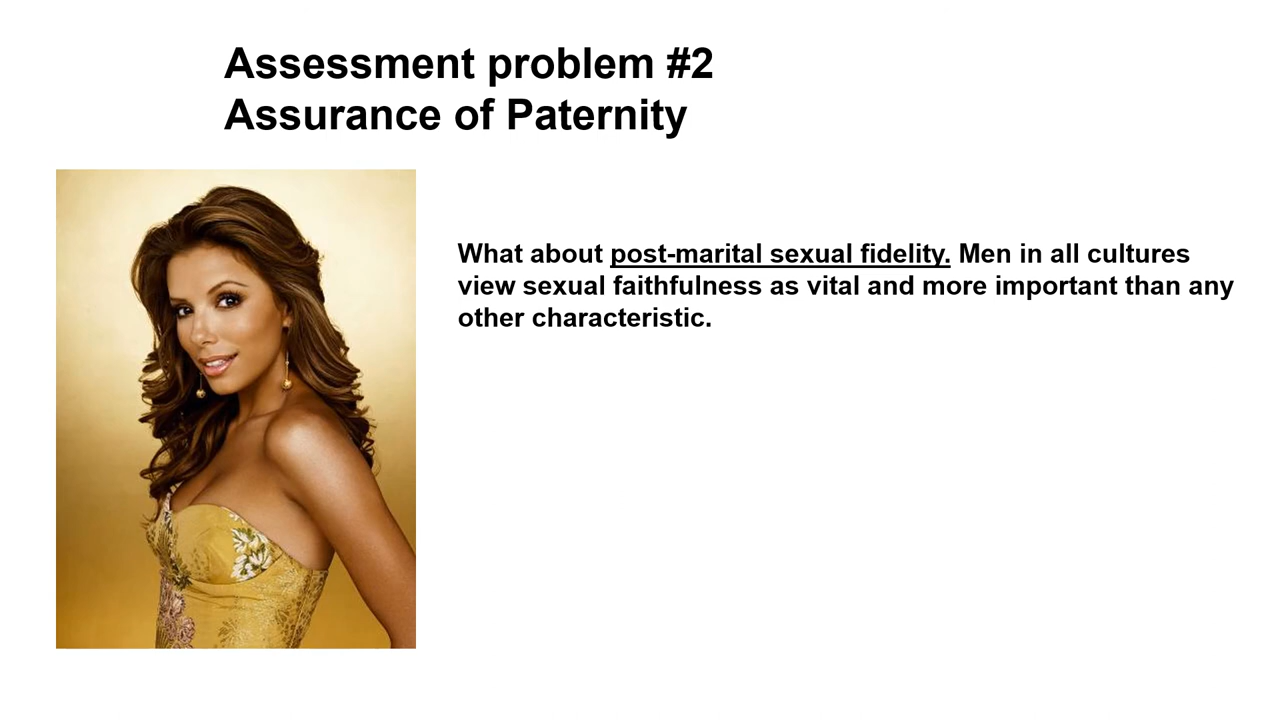 Assessment problem #2
Assurance of Paternity
What about post-marital sexual fidelity. Men in all cultures
view sexual faithfulness as vital and more important than any
other characteristic.